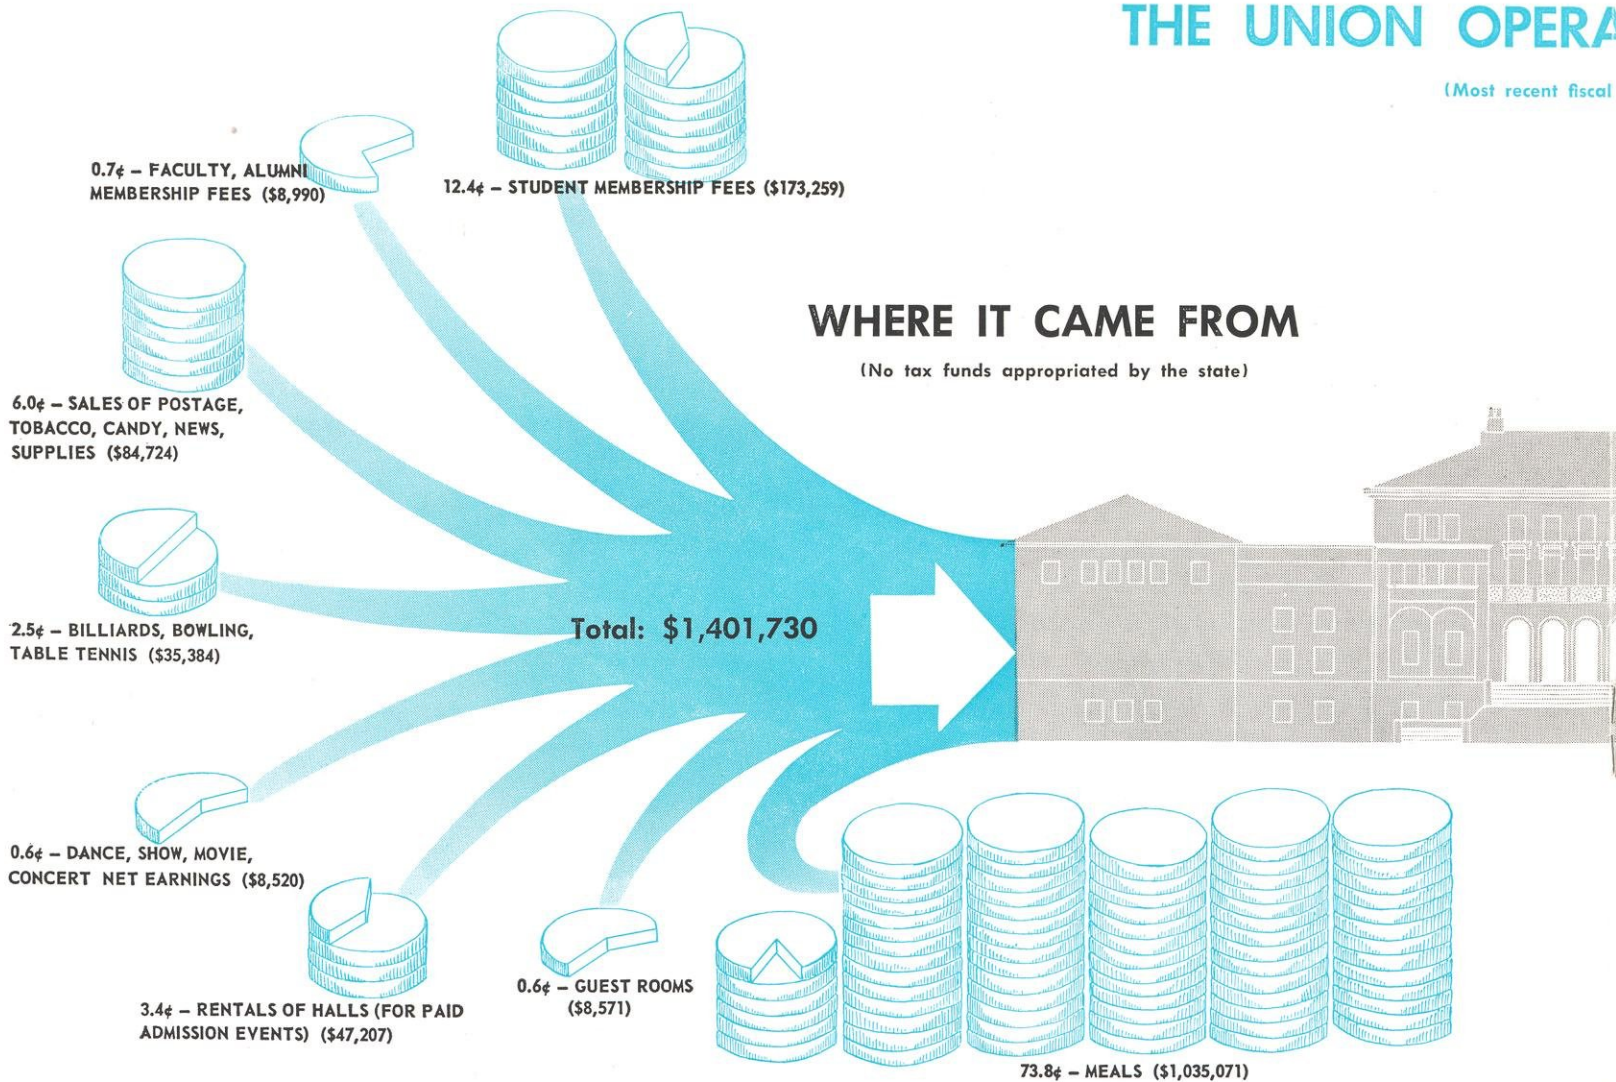 THE UNION OPERA
(Most recent fiscal
0.7¢ – FACULTY, ALUMNI
MEMBERSHIP FEES ($8,990)
12.4¢ – STUDENT MEMBERSHIP FEES ($173,259)
WHERE IT CAME FROM
(No tax funds appropriated by the state)
6.0¢ – SALES OF POSTAGE,
TOBACCO, CANDY, NEWS,
SUPPLIES ($84,724)
2.5¢ – BILLIARDS, BOWLING,
TABLE TENNIS ($35,384)
Total: $1,401,730
0.6¢ – DANCE, SHOW, MOVIE,
CONCERT NET EARNINGS ($8,520)
3.4¢ – RENTALS OF HALLS (FOR PAID
ADMISSION EVENTS) ($47,207)
0.6¢ – GUEST ROOMS
($8,571)
73.8¢ – MEALS ($1,035,071)